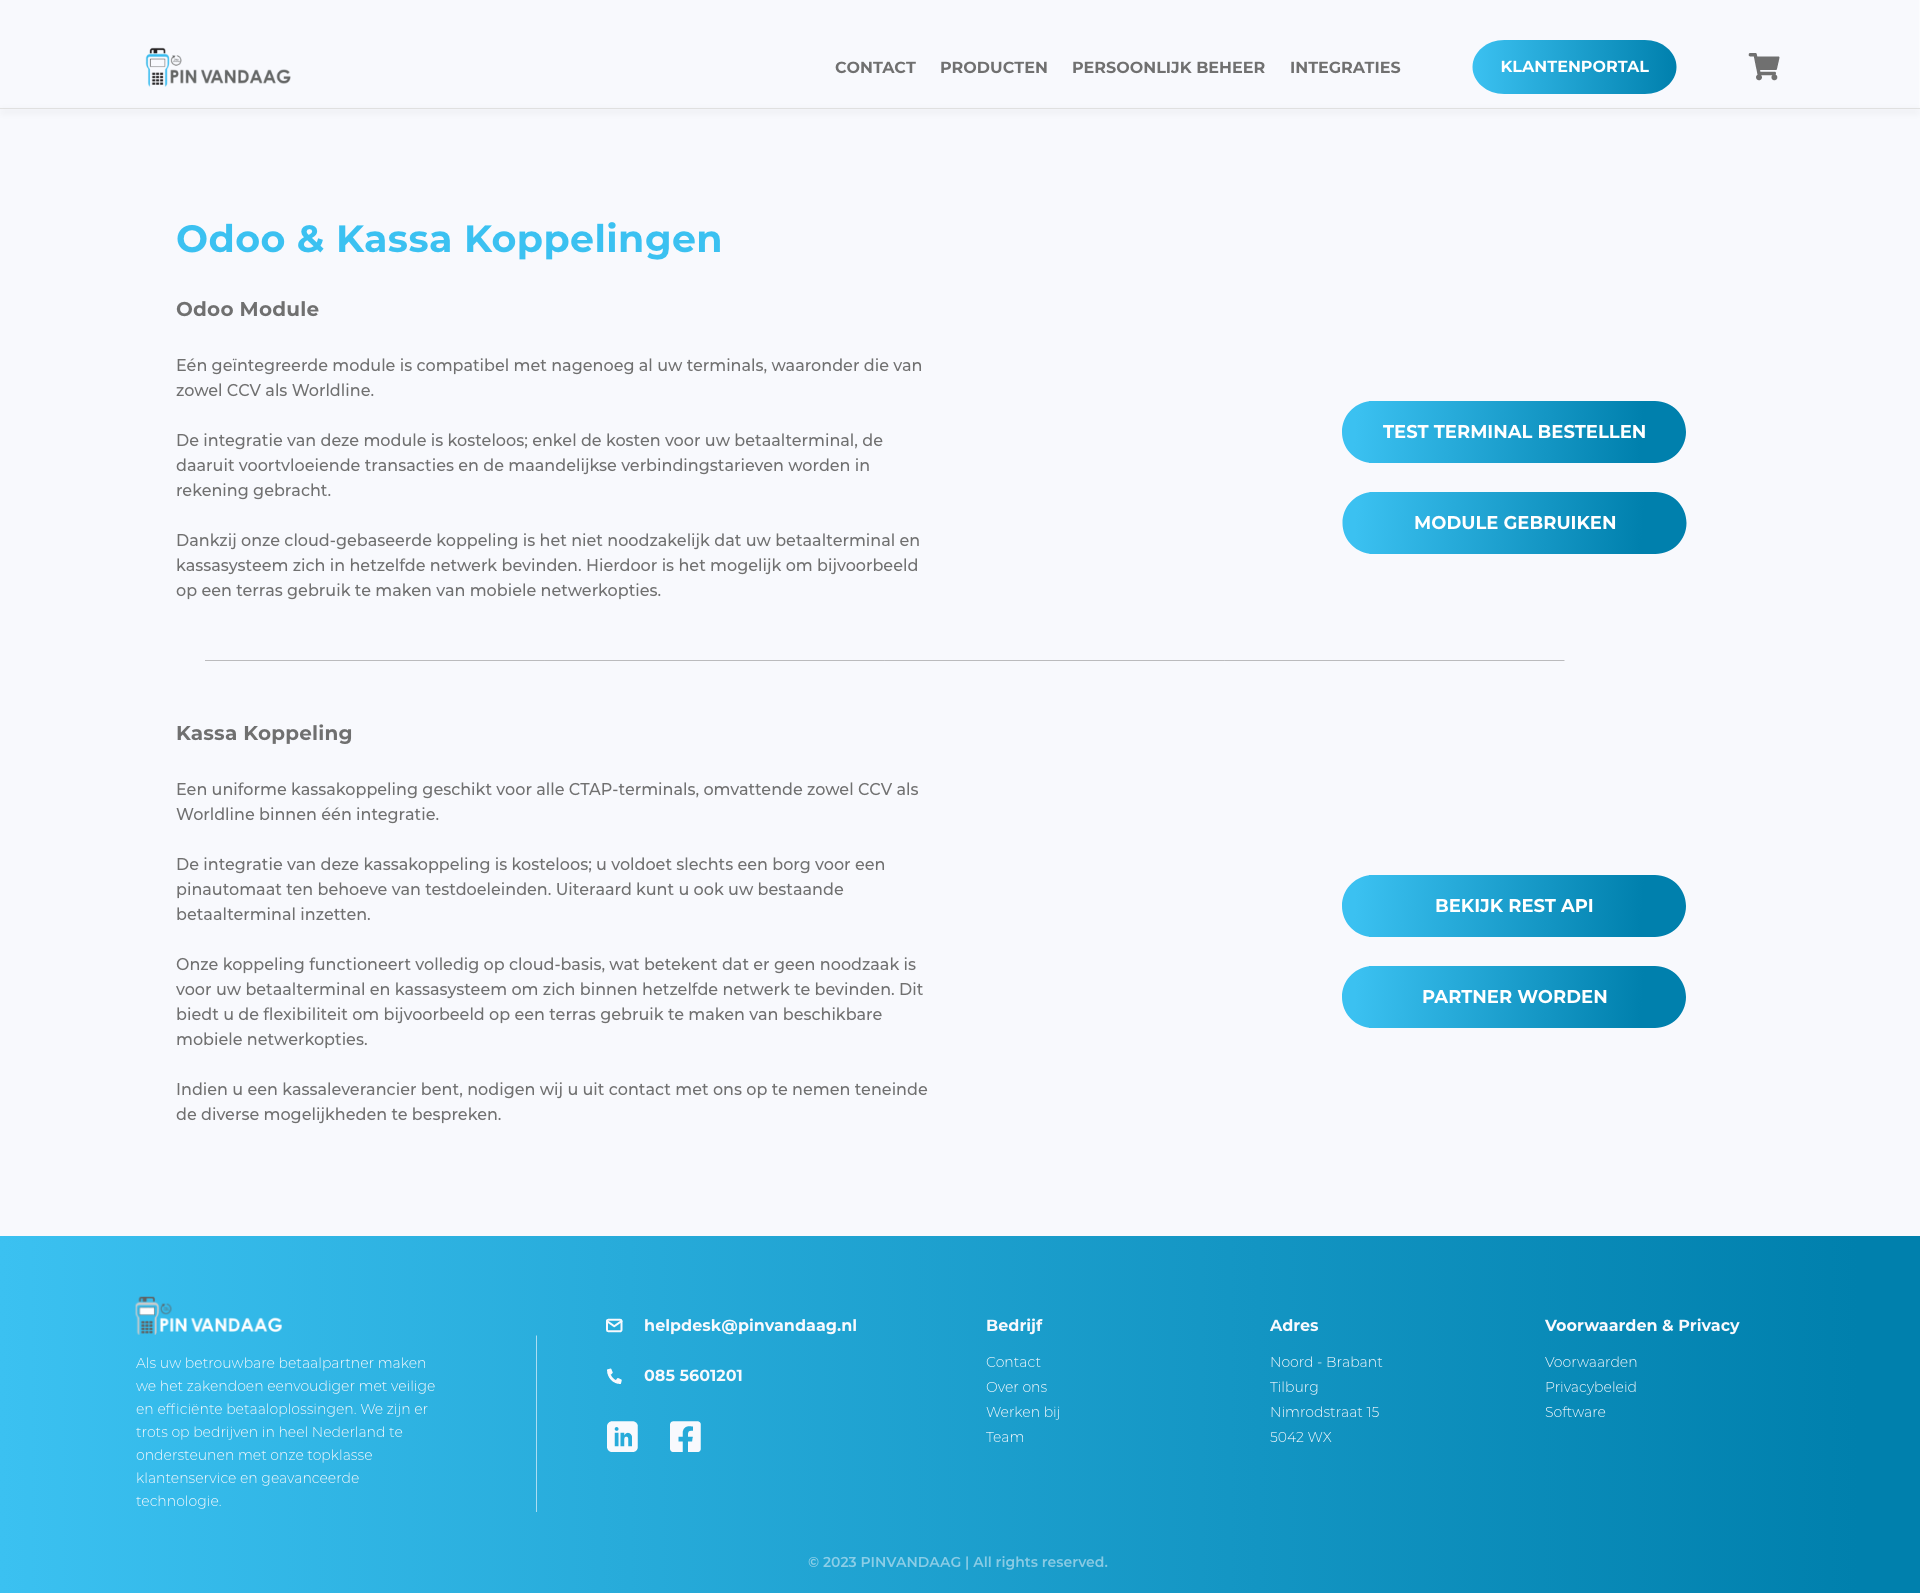 PIN VANDAAG
CONTACT
PRODUCTEN
PERSOONLIJK BEHEER
INTEGRATIES
KLANTENPORTAL
Odoo & Kassa Koppelingen
Odoo Module
Eén geïntegreerde module is compatibel met nagenoeg al uw terminals, waaronder die van
zowel CCV als Worldline.
De integratie van deze module is kosteloos; enkel de kosten voor uw betaalterminal, de
daaruit voortvloeiende transacties en de maandelijkse verbindingstarieven worden in
rekening gebracht.
Dankzij onze cloud-gebaseerde koppeling is het niet noodzakelijk dat uw betaalterminal en
kassasysteem zich in hetzelfde netwerk bevinden. Hierdoor is het mogelijk om bijvoorbeeld
op een terras gebruik te maken van mobiele netwerkopties.
TEST TERMINAL BESTELLEN
MODULE GEBRUIKEN
Kassa Koppeling
Een uniforme kassakoppeling geschikt voor alle CTAP-terminals, omvattende zowel CCV als
Worldline binnen één integratie.
De integratie van deze kassakoppeling is kosteloos; u voldoet slechts een borg voor een
pinautomaat ten behoeve van testdoeleinden. Uiteraard kunt u ook uw bestaande
betaalterminal inzetten.
Onze koppeling functioneert volledig op cloud-basis, wat betekent dat er geen noodzaak is
voor uw betaalterminal en kassasysteem om zich binnen hetzelfde netwerk te bevinden. Dit
biedt u de flexibiliteit om bijvoorbeeld op een terras gebruik te maken van beschikbare
mobiele netwerkopties.
Indien u een kassaleverancier bent, nodigen wij u uit contact met ons op te nemen teneinde
de diverse mogelijkheden te bespreken.
BEKIJK REST API
PARTNER WORDEN
PIN VANDAAG
Als uw betrouwbare betaalpartner maken
we het zakendoen eenvoudiger met veilige
en efficiënte betaaloplossingen. We zijn er
trots op bedrijven in heel Nederland te
ondersteunen met onze topklasse
klantenservice en geavanceerde
technologie.
helpdesk@pinvandaag.nl
085 5601201
Bedrijf
Contact
Over ons
Werken bij
Team
Adres
Noord - Brabant
Tilburg
Nimrodstraat 15
5042 WX
Voorwaarden & Privacy
Voorwaarden
Privacybeleid
Software
© 2023 PINVANDAAG | All rights reserved.